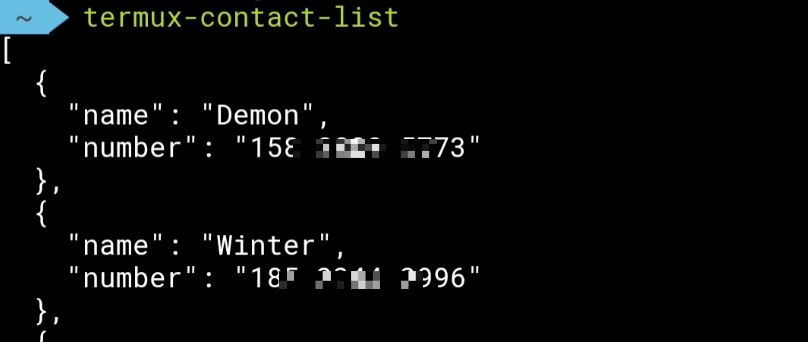 ~ termux-contact-list
[
{
"name": "Demon",
"number": "158 73"
},
{
"name": "Winter",
"number": "18 996"
},
{